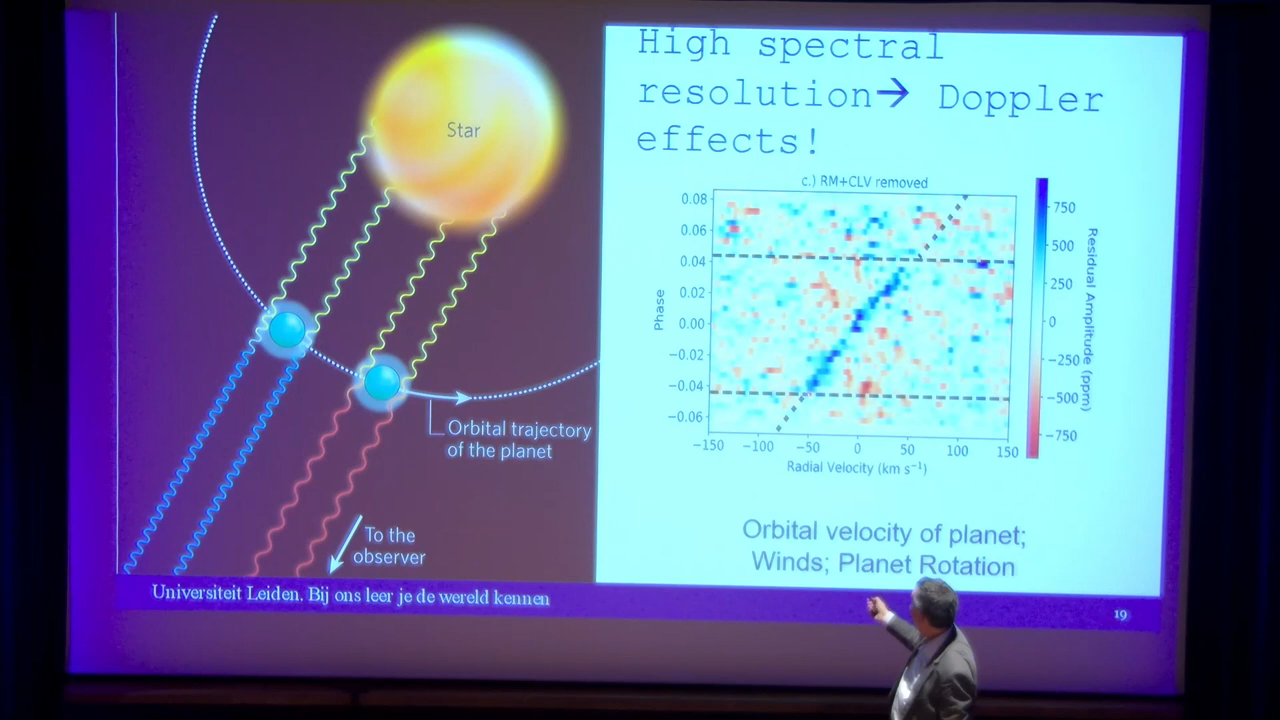 Star
Orbital trajectory
of the planet
To the
observer
High spectral
resolution→ Doppler
effects!
c.) RM+CLV removed
0.08
0.06
0.04
0.02
0.00
−0.02
−0.04
−0.06
Phase
−150 −100 −50 0 50 100 150
Radial Velocity (km s⁻¹)
750
500
250
0
−250
−500
−750
Residual Amplitude (ppm)
Orbital velocity of planet;
Winds; Planet Rotation
Universiteit Leiden. Bij ons leer je de wereld kennen
19